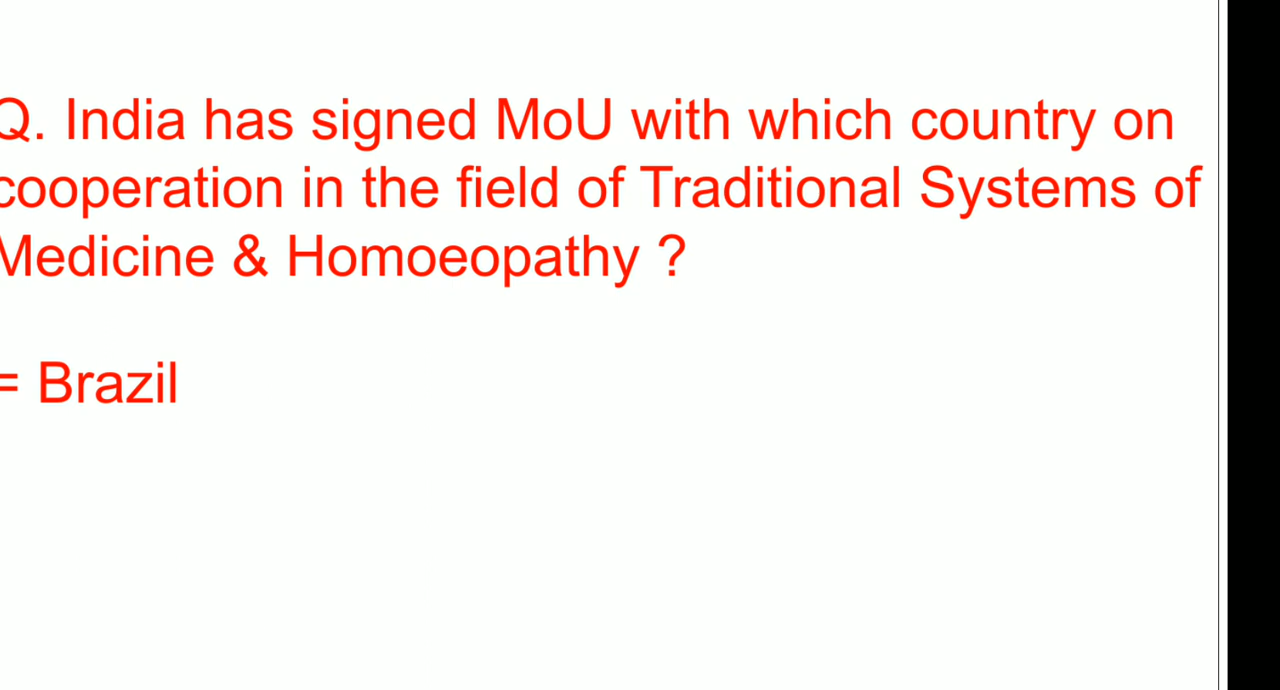 Q. India has signed MoU with which country on
cooperation in the field of Traditional Systems of
Medicine & Homoeopathy ?
= Brazil